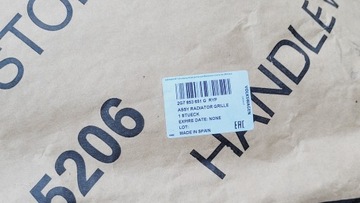 STO
HANDLE
5206
2G7 853 651 G RYP
ASSY RADIATOR GRILLE
1 STUECK
EXPIRE DATE: NONE
LOT:
MADE IN SPAIN
VOLKSWAGEN
EAC